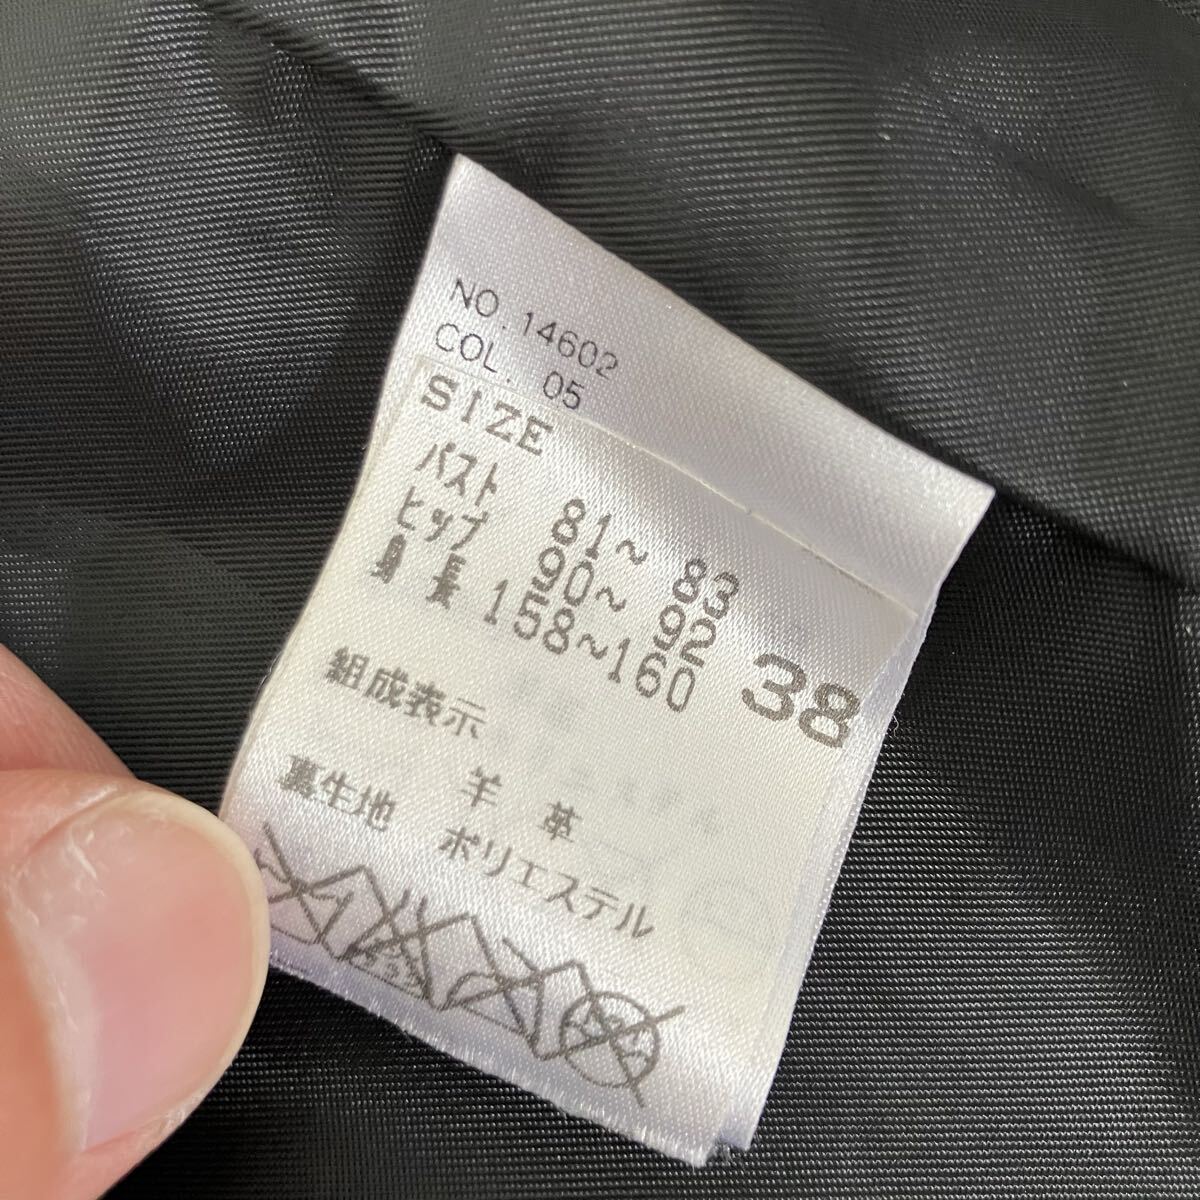 NO. 14602
COL. 05
SIZE
バスト 81～ 83
ヒップ 90～ 92
身 長 158～160
38
組成表示
羊 革
裏生地 ポリエステル